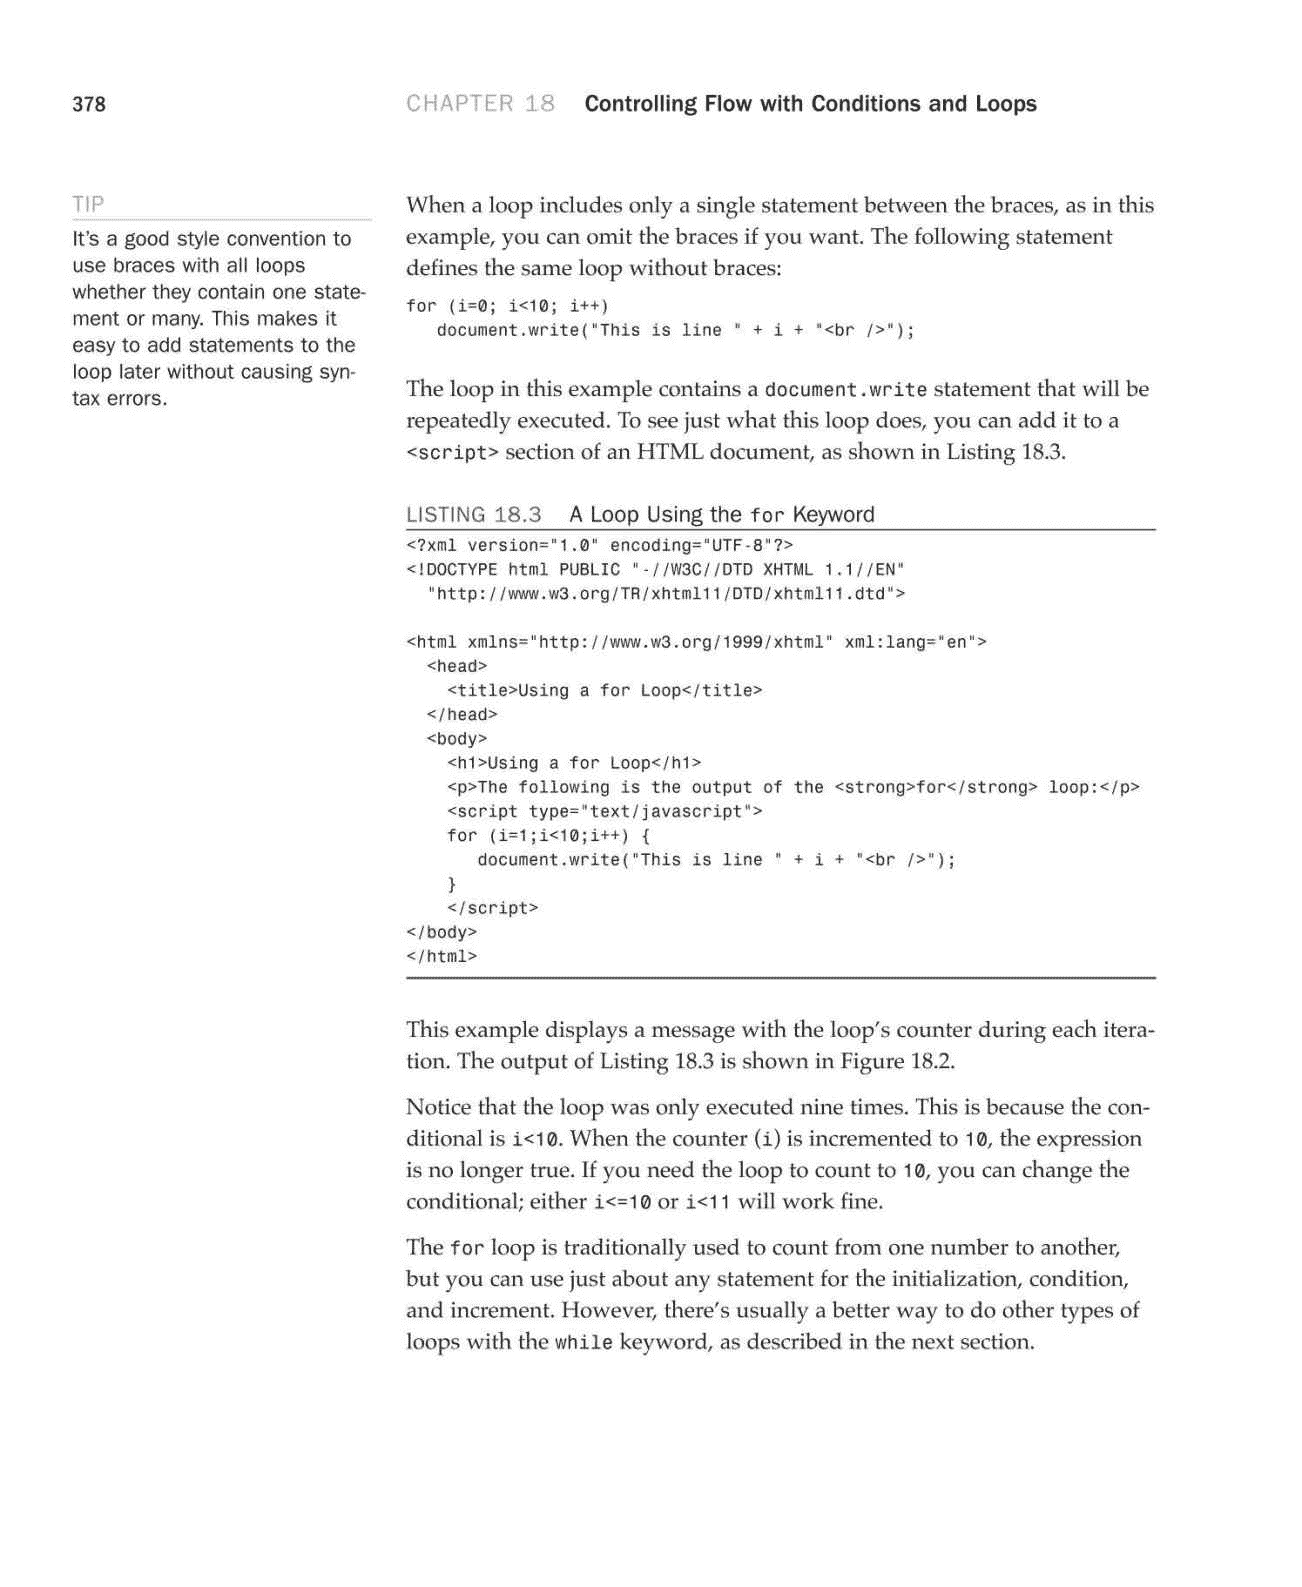 378
CHAPTER 18 Controlling Flow with Conditions and Loops
TIP
It's a good style convention to
use braces with all loops
whether they contain one state-
ment or many. This makes it
easy to add statements to the
loop later without causing syn-
tax errors.
When a loop includes only a single statement between the braces, as in this
example, you can omit the braces if you want. The following statement
defines the same loop without braces:
for (i=0; i<10; i++)
   document.write("This is line " + i + "<br />");
The loop in this example contains a document.write statement that will be
repeatedly executed. To see just what this loop does, you can add it to a
<script> section of an HTML document, as shown in Listing 18.3.
LISTING 18.3 A Loop Using the for Keyword
<?xml version="1.0" encoding="UTF-8"?>
<!DOCTYPE html PUBLIC "-//W3C//DTD XHTML 1.1//EN"
  "http://www.w3.org/TR/xhtml11/DTD/xhtml11.dtd">
<html xmlns="http://www.w3.org/1999/xhtml" xml:lang="en">
  <head>
    <title>Using a for Loop</title>
  </head>
  <body>
    <h1>Using a for Loop</h1>
    <p>The following is the output of the <strong>for</strong> loop:</p>
    <script type="text/javascript">
    for (i=1;i<10;i++) {
       document.write("This is line " + i + "<br />");
    }
    </script>
</body>
</html>
This example displays a message with the loop's counter during each itera-
tion. The output of Listing 18.3 is shown in Figure 18.2.
Notice that the loop was only executed nine times. This is because the con-
ditional is i<10. When the counter (i) is incremented to 10, the expression
is no longer true. If you need the loop to count to 10, you can change the
conditional; either i<=10 or i<11 will work fine.
The for loop is traditionally used to count from one number to another,
but you can use just about any statement for the initialization, condition,
and increment. However, there's usually a better way to do other types of
loops with the while keyword, as described in the next section.